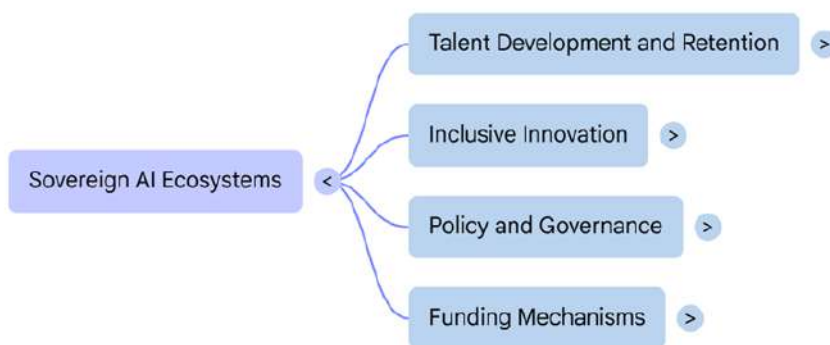 Talent Development and Retention >
Inclusive Innovation >
Sovereign AI Ecosystems <
Policy and Governance >
Funding Mechanisms >